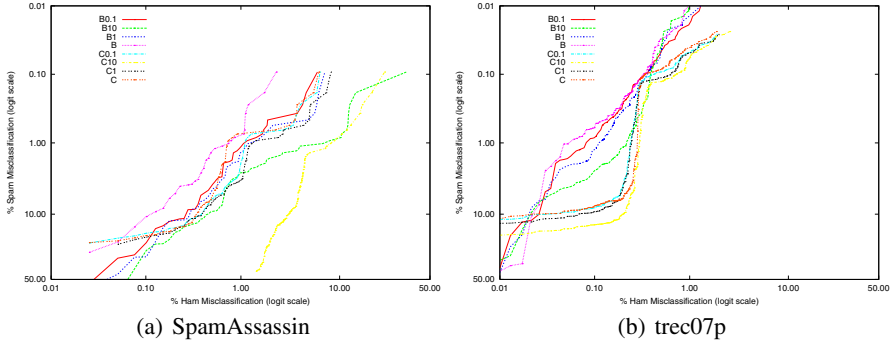 0.01
0.10
1.00
10.00
50.00
% Spam Misclassification (logit scale)
B0.1
B10
B1
B
C0.1
C10
C1
C
0.01 0.10 1.00 10.00 50.00
% Ham Misclassification (logit scale)
(a) SpamAssassin
0.01
0.10
1.00
10.00
50.00
% Spam Misclassification (logit scale)
B0.1
B10
B1
B
C0.1
C10
C1
C
0.01 0.10 1.00 10.00 50.00
% Ham Misclassification (logit scale)
(b) trec07p